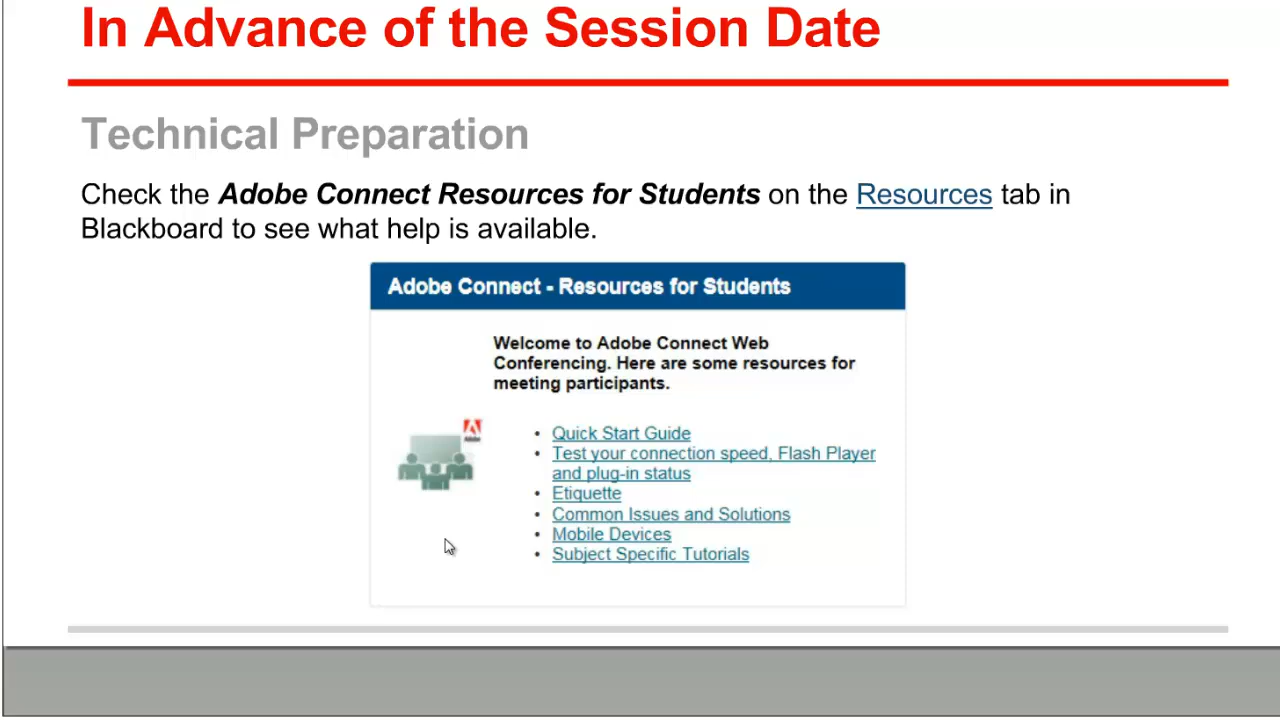 In Advance of the Session Date
Technical Preparation
Check the Adobe Connect Resources for Students on the Resources tab in
Blackboard to see what help is available.
Adobe Connect - Resources for Students
Welcome to Adobe Connect Web
Conferencing. Here are some resources for
meeting participants.
Adobe
• Quick Start Guide
• Test your connection speed, Flash Player
and plug-in status
• Etiquette
• Common Issues and Solutions
• Mobile Devices
• Subject Specific Tutorials